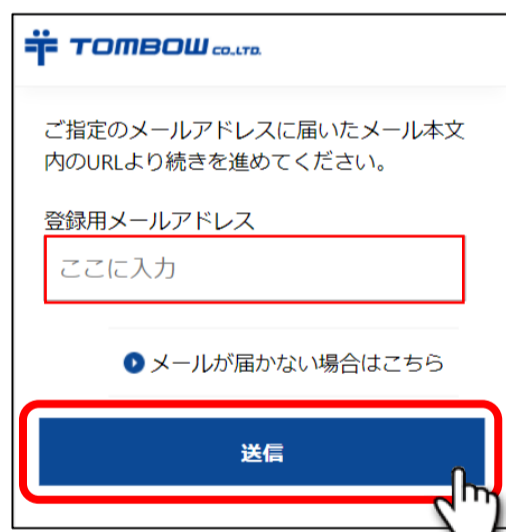 TOMBOW CO.,LTD.
ご指定のメールアドレスに届いたメール本文
内のURLより続きを進めてください。
登録用メールアドレス
ここに入力
メールが届かない場合はこちら
送信